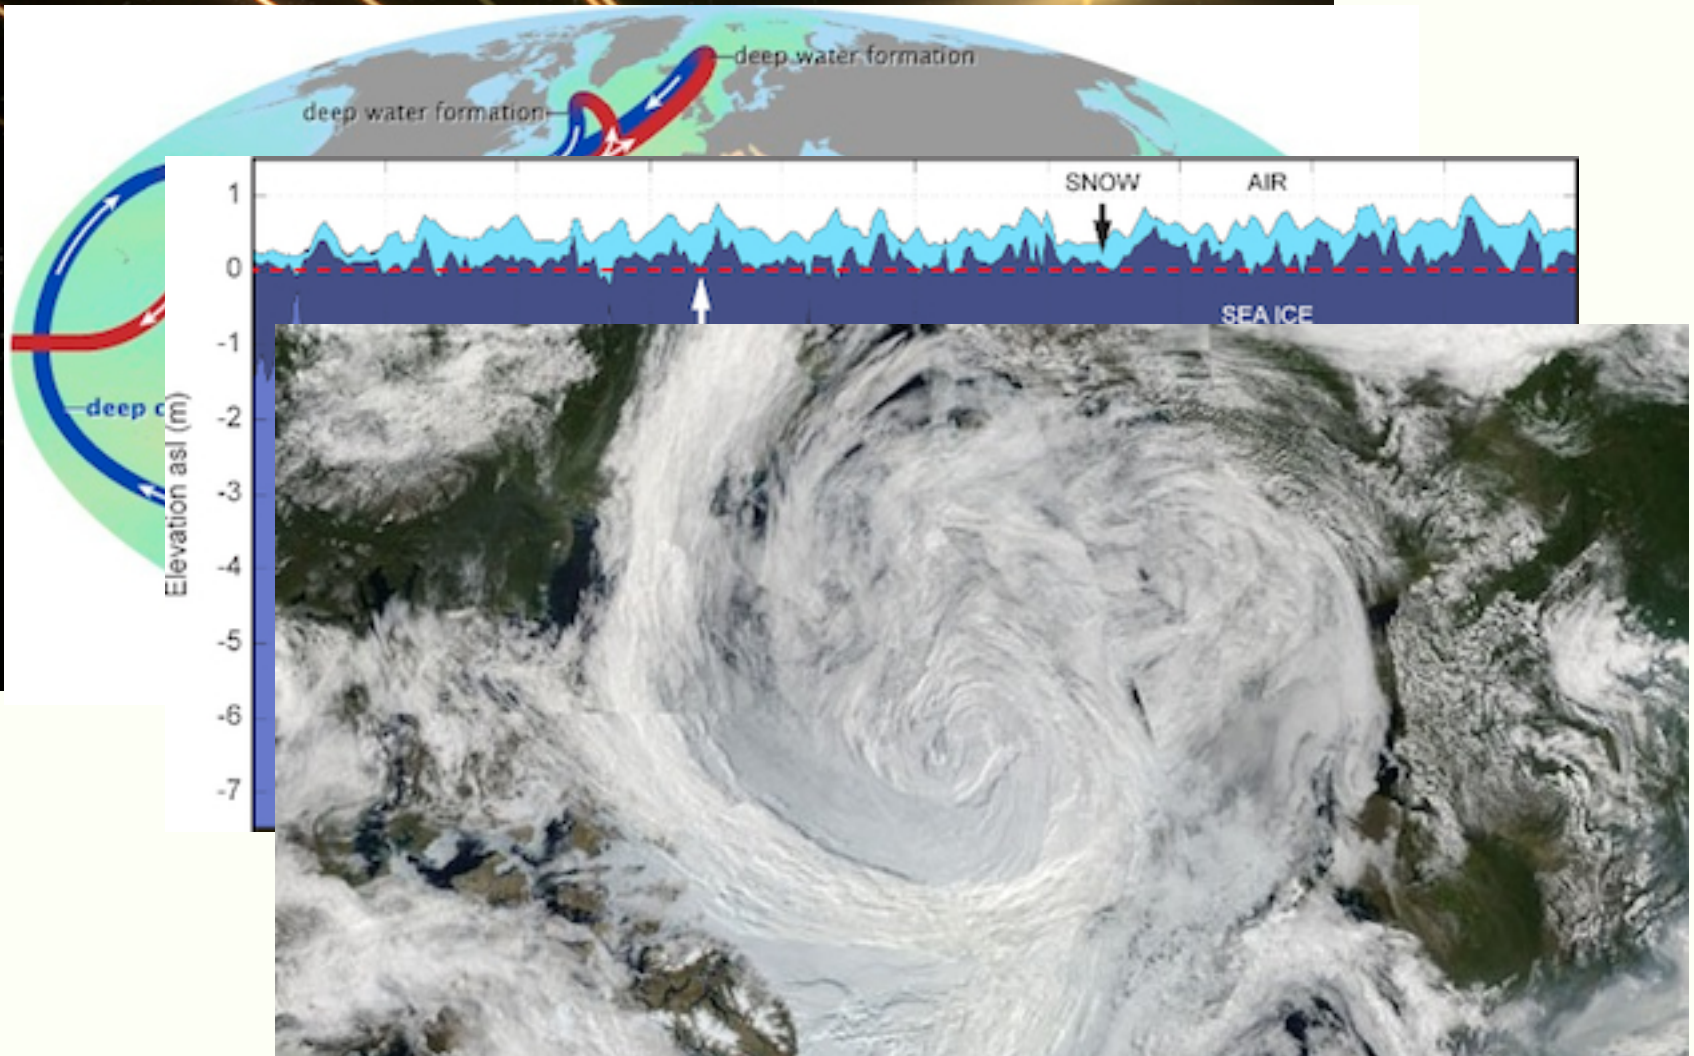 deep water formation
deep water formation
deep c
SNOW
AIR
SEA ICE
Elevation asl (m)
1
0
-1
-2
-3
-4
-5
-6
-7